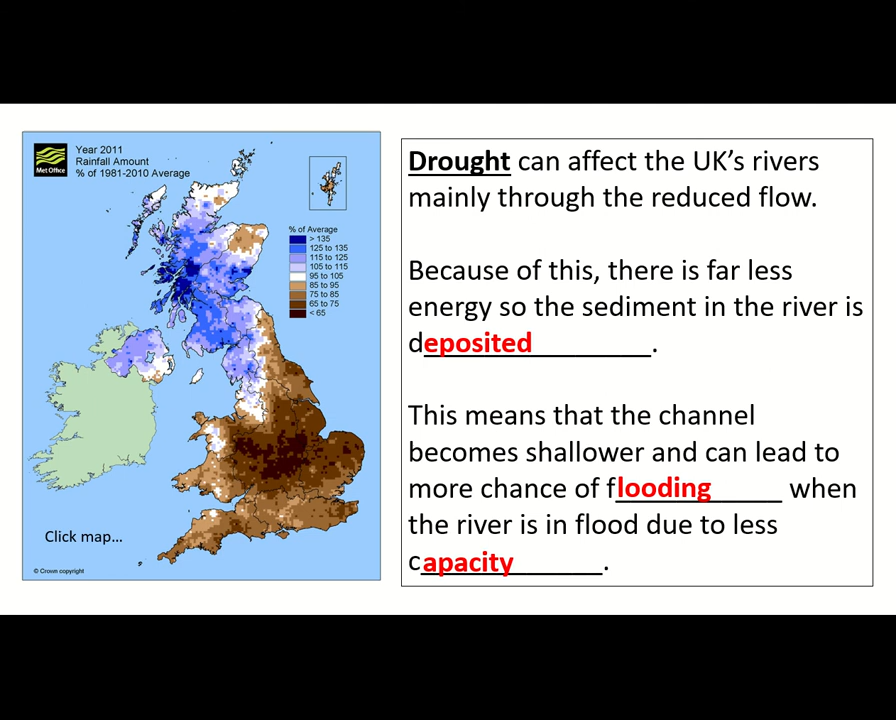 Met Office
Year 2011
Rainfall Amount
% of 1981-2010 Average
% of Average
> 135
125 to 135
115 to 125
105 to 115
95 to 105
85 to 95
75 to 85
65 to 75
< 65
Click map…
© Crown copyright
Drought can affect the UK’s rivers
mainly through the reduced flow.
Because of this, there is far less
energy so the sediment in the river is
deposited.
This means that the channel
becomes shallower and can lead to
more chance of flooding when
the river is in flood due to less
capacity.